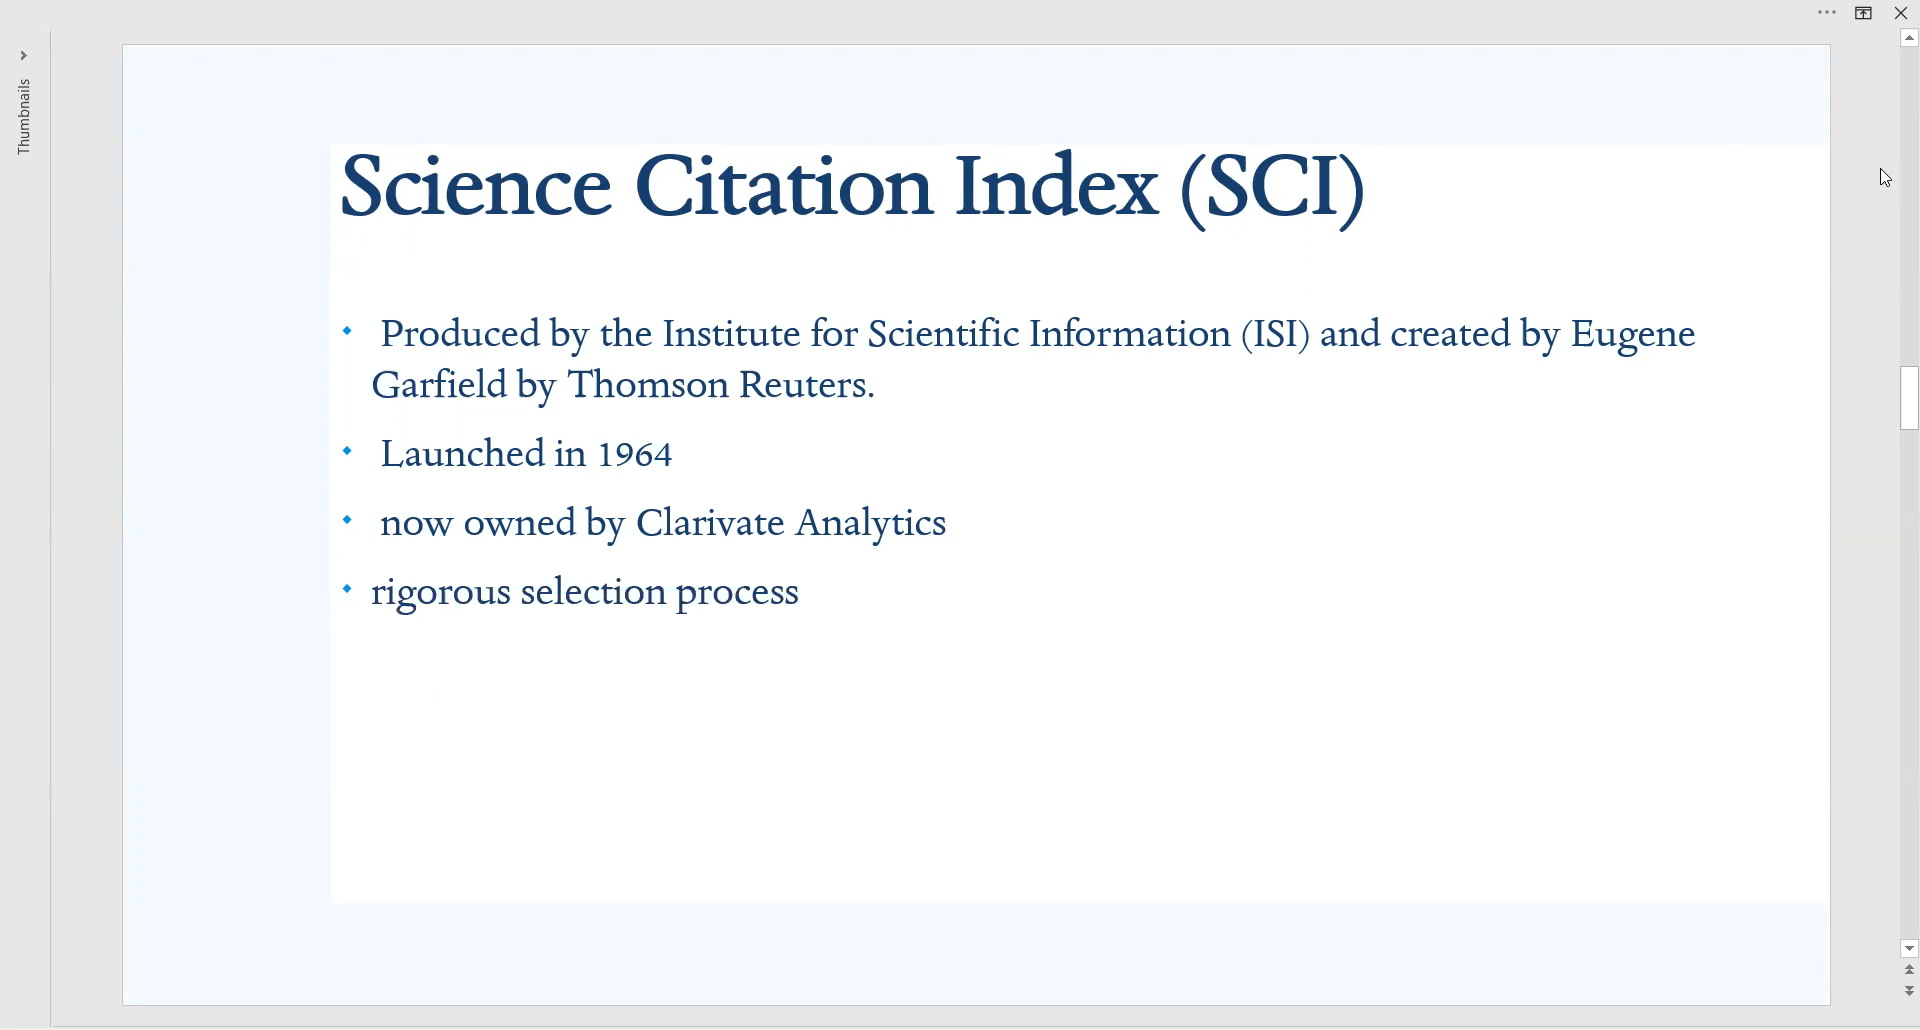 Thumbnails
Science Citation Index (SCI)
Produced by the Institute for Scientific Information (ISI) and created by Eugene
Garfield by Thomson Reuters.
Launched in 1964
now owned by Clarivate Analytics
rigorous selection process